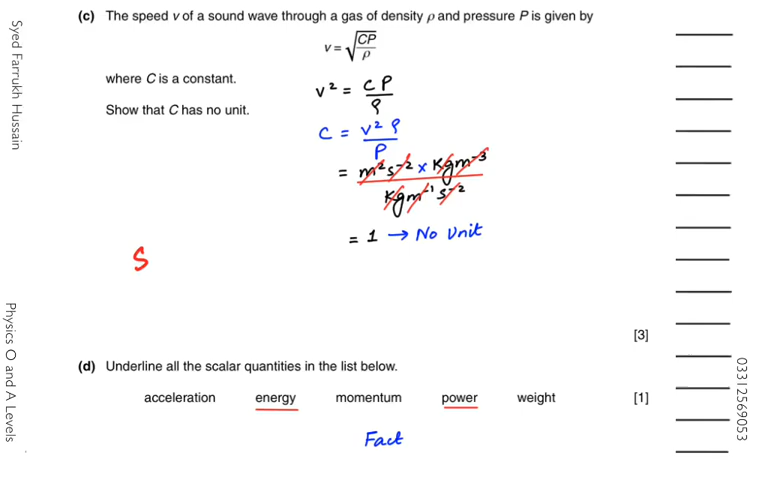 (c) The speed v of a sound wave through a gas of density ρ and pressure P is given by
v = √(CP/ρ)
where C is a constant.
Show that C has no unit.
v² = CP/ρ
C = v²ρ/P
= m²s⁻² × Kgm⁻³ / Kgm⁻¹s⁻²
= 1 → No Unit
S
[3]
(d) Underline all the scalar quantities in the list below.
acceleration energy momentum power weight [1]
Fact
Syed Farrukh Hussain
Physics O and A Levels
03312569053